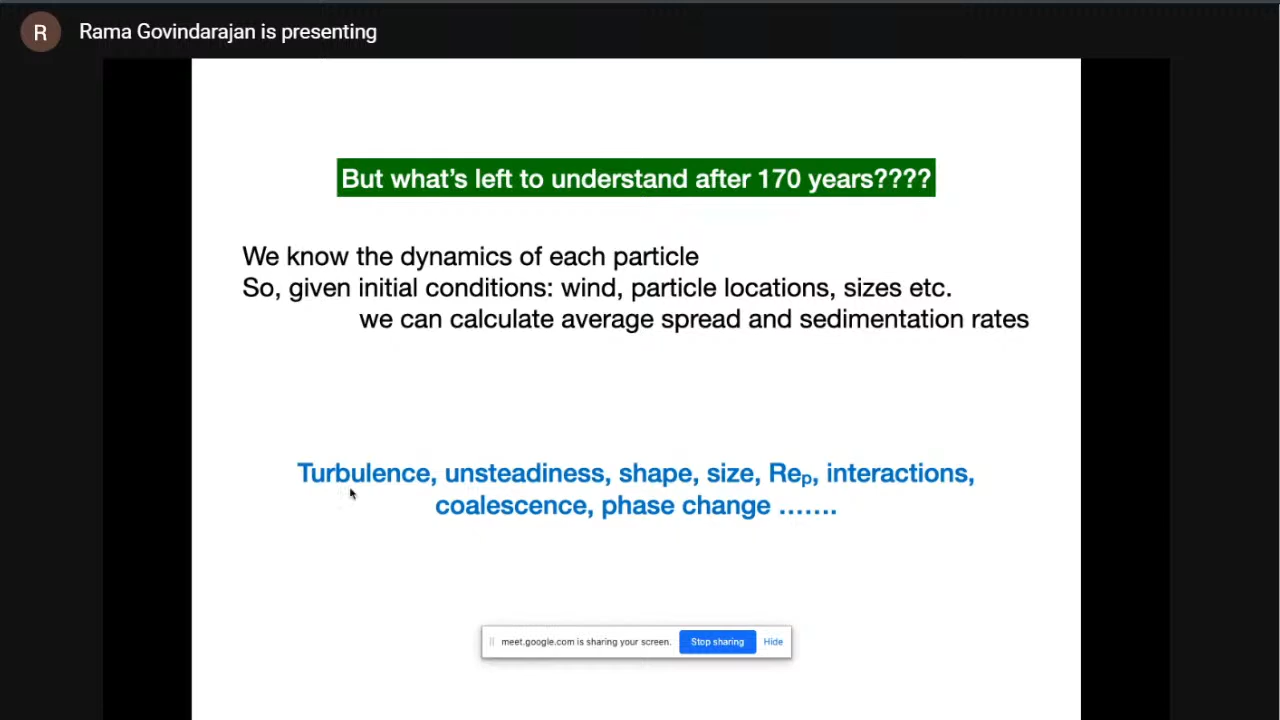 R
Rama Govindarajan is presenting
But what's left to understand after 170 years????
We know the dynamics of each particle
So, given initial conditions: wind, particle locations, sizes etc.
we can calculate average spread and sedimentation rates
Turbulence, unsteadiness, shape, size, Reₚ, interactions,
coalescence, phase change .......
meet.google.com is sharing your screen. Stop sharing Hide